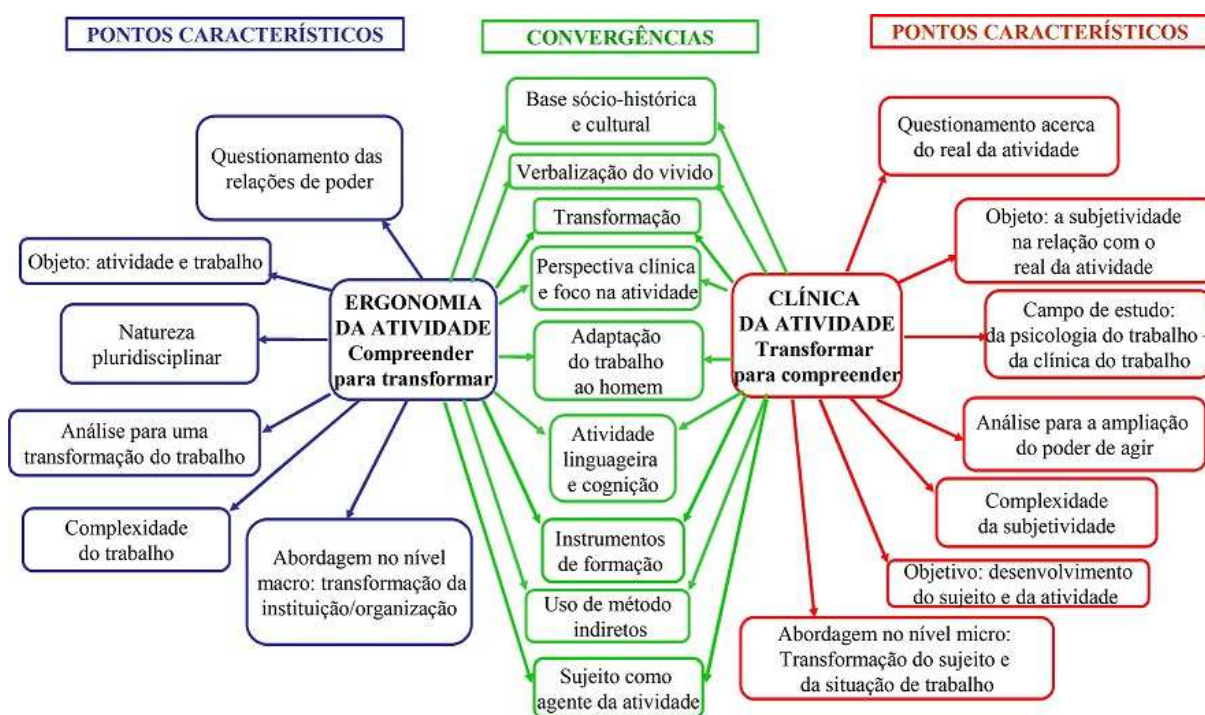 PONTOS CARACTERÍSTICOS
Questionamento das
relações de poder
Objeto: atividade e trabalho
Natureza
pluridisciplinar
Análise para uma
transformação do trabalho
Complexidade
do trabalho
Abordagem no nível
macro: transformação da
instituição/organização
ERGONOMIA
DA ATIVIDADE
Compreender
para transformar
CONVERGÊNCIAS
Base sócio-histórica
e cultural
Verbalização do vivido
Transformação
Perspectiva clínica
e foco na atividade
Adaptação
do trabalho
ao homem
Atividade
linguageira
e cognição
Instrumentos
de formação
Uso de método
indiretos
Sujeito como
agente da atividade
CLÍNICA
DA ATIVIDADE
Transformar
para compreender
PONTOS CARACTERÍSTICOS
Questionamento acerca
do real da atividade
Objeto: a subjetividade
na relação com o
real da atividade
Campo de estudo:
da psicologia do trabalho -
da clínica do trabalho
Análise para a ampliação
do poder de agir
Complexidade
da subjetividade
Objetivo: desenvolvimento
do sujeito e da atividade
Abordagem no nível micro:
Transformação do sujeito e
da situação de trabalho